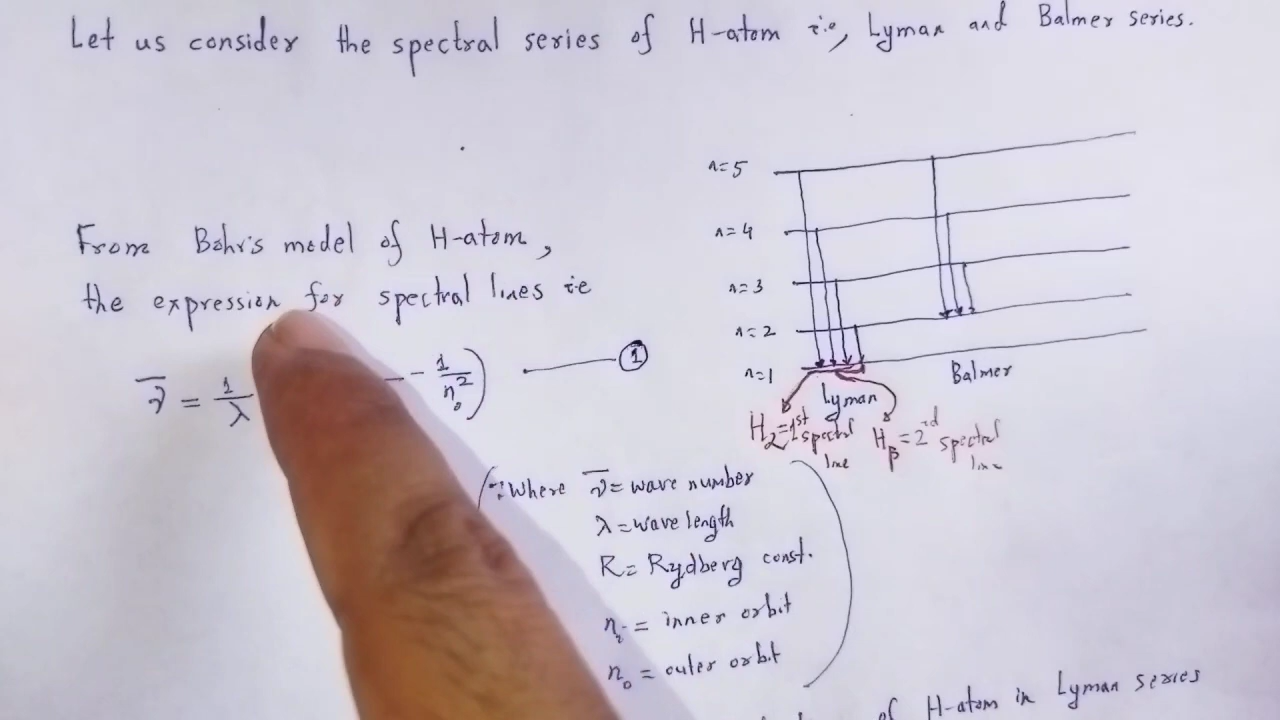 Let us consider the spectral series of H-atom i.e, Lyman and Balmer series.
From Bohr's model of H-atom,
the expression for spectral lines ie
ν̅ = 1/λ - 1/n₀²) ①
n=5
n=4
n=3
n=2
n=1
Lyman
Balmer
H₂=1st spectral line
Hβ=2nd spectral line
(∵ Where ν̅ = wave number
λ = wave length
R = Rydberg const.
nᵢ = inner orbit
n₀ = outer orbit)
of H-atom in Lyman series